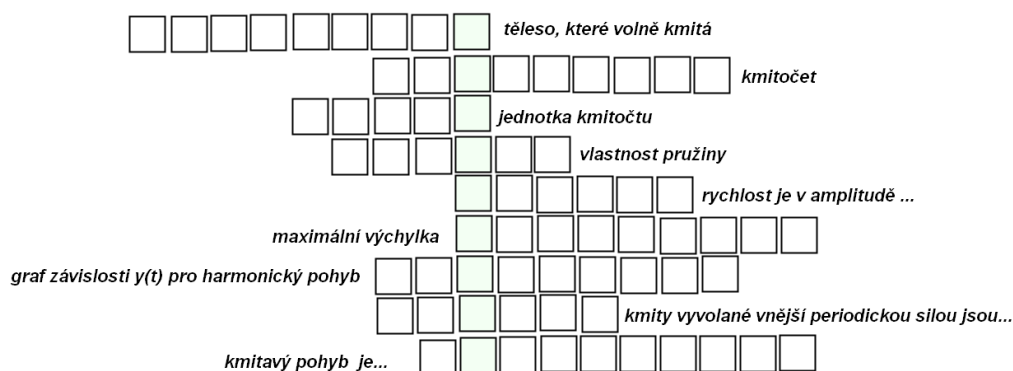 těleso, které volně kmitá
kmitočet
jednotka kmitočtu
vlastnost pružiny
rychlost je v amplitudě ...
maximální výchylka
graf závislosti y(t) pro harmonický pohyb
kmity vyvolané vnější periodickou silou jsou...
kmitavý pohyb je...